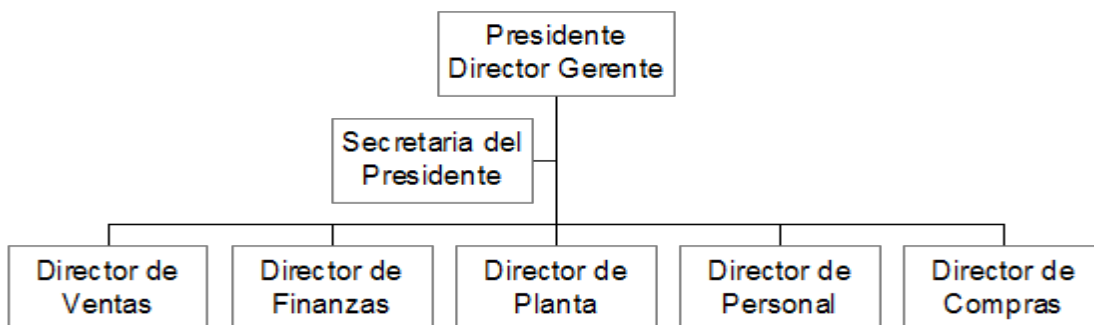 Presidente
Director Gerente
Secretaria del
Presidente
Director de
Ventas
Director de
Finanzas
Director de
Planta
Director de
Personal
Director de
Compras